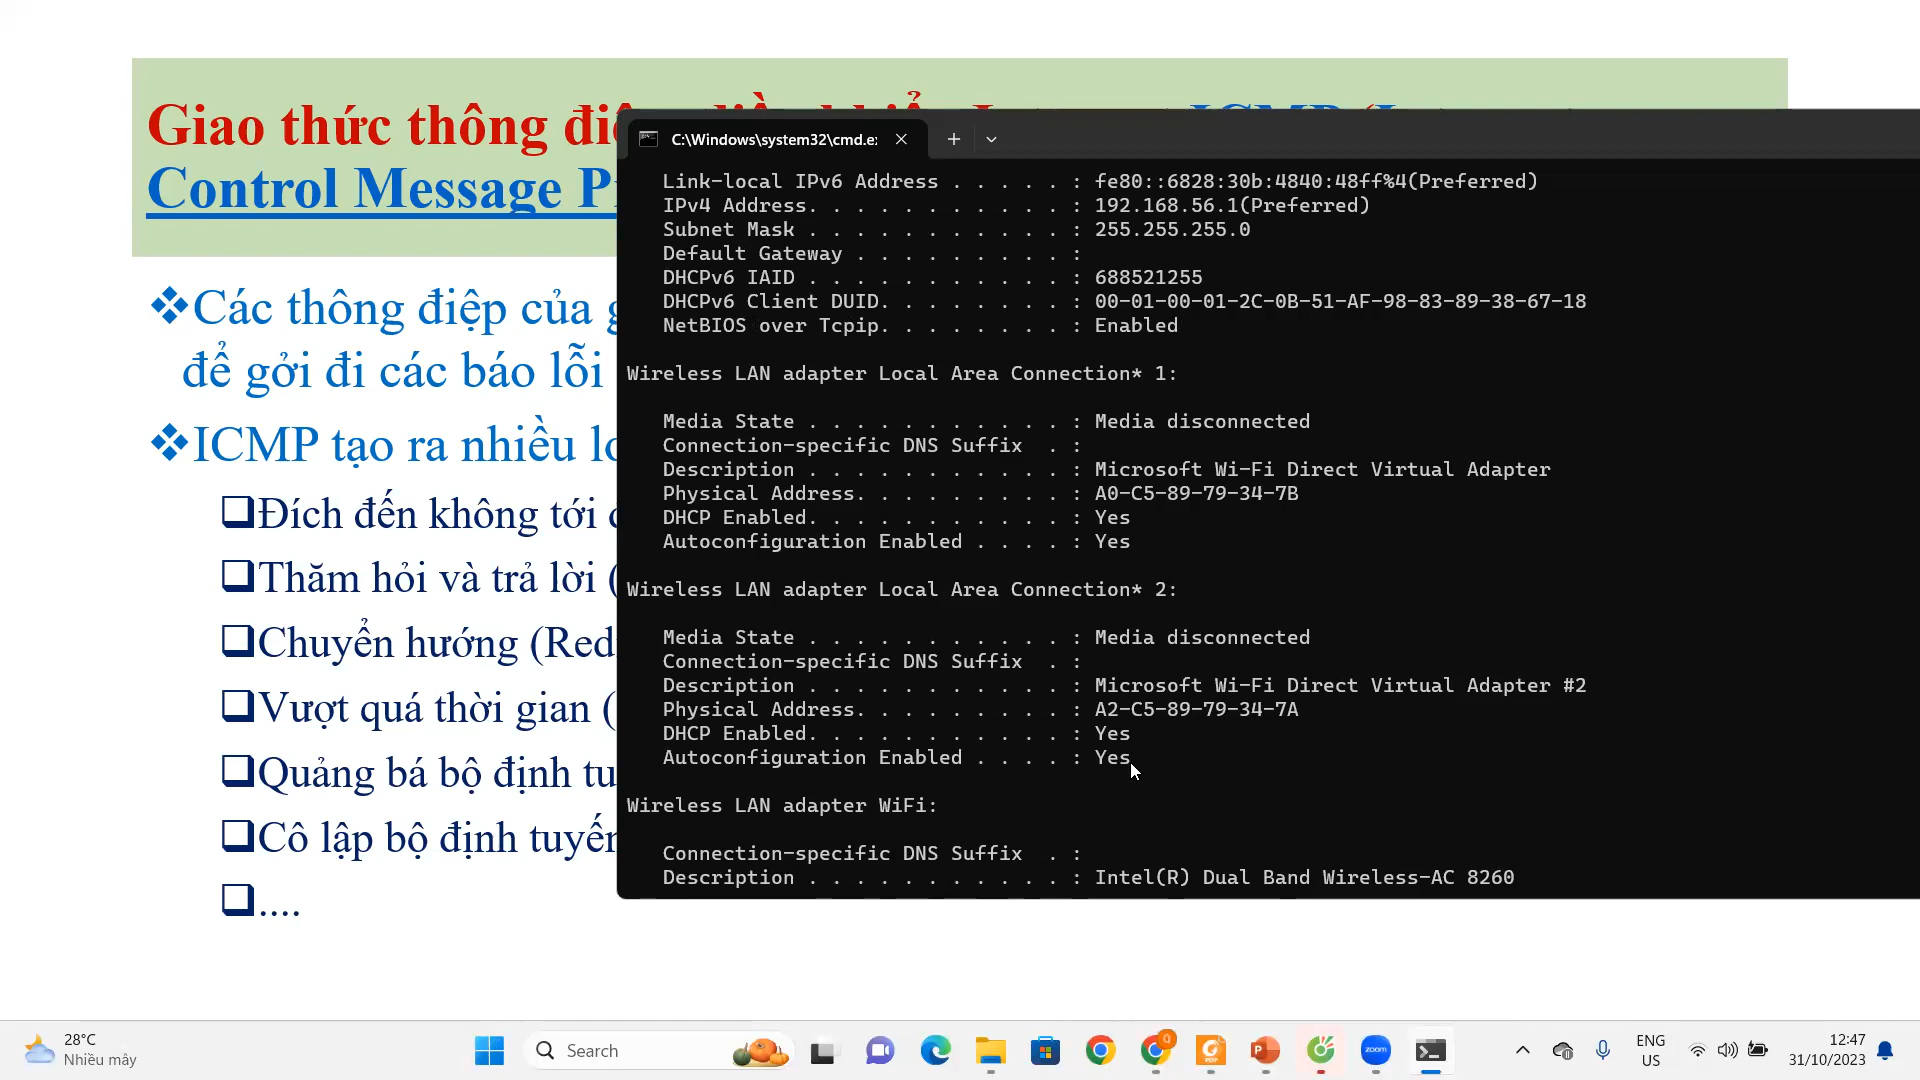 Giao thức thông
Control Message
❖Các thông điệp của
để gởi đi các báo lỗi
❖ICMP tạo ra nhiều
❑Đích đến không tới
❑Thăm hỏi và trả lời (
❑Chuyển hướng (Red
❑Vượt quá thời gian (
❑Quảng bá bộ định
❑Cô lập bộ định tuyến
❑....
C:\Windows\system32\cmd.e
Link-local IPv6 Address . . . . . : fe80::6828:30b:4840:48ff%4(Preferred)
IPv4 Address. . . . . . . . . . . : 192.168.56.1(Preferred)
Subnet Mask . . . . . . . . . . . : 255.255.255.0
Default Gateway . . . . . . . . . :
DHCPv6 IAID . . . . . . . . . . . : 688521255
DHCPv6 Client DUID. . . . . . . . : 00-01-00-01-2C-0B-51-AF-98-83-89-38-67-18
NetBIOS over Tcpip. . . . . . . . : Enabled
Wireless LAN adapter Local Area Connection* 1:
Media State . . . . . . . . . . . : Media disconnected
Connection-specific DNS Suffix  . :
Description . . . . . . . . . . . : Microsoft Wi-Fi Direct Virtual Adapter
Physical Address. . . . . . . . . : A0-C5-89-79-34-7B
DHCP Enabled. . . . . . . . . . . : Yes
Autoconfiguration Enabled . . . . : Yes
Wireless LAN adapter Local Area Connection* 2:
Media State . . . . . . . . . . . : Media disconnected
Connection-specific DNS Suffix  . :
Description . . . . . . . . . . . : Microsoft Wi-Fi Direct Virtual Adapter #2
Physical Address. . . . . . . . . : A2-C5-89-79-34-7A
DHCP Enabled. . . . . . . . . . . : Yes
Autoconfiguration Enabled . . . . : Yes
Wireless LAN adapter WiFi:
Connection-specific DNS Suffix  . :
Description . . . . . . . . . . . : Intel(R) Dual Band Wireless-AC 8260
28°C
Nhiều mây
Search
zoom
ENG
US
12:47
31/10/2023